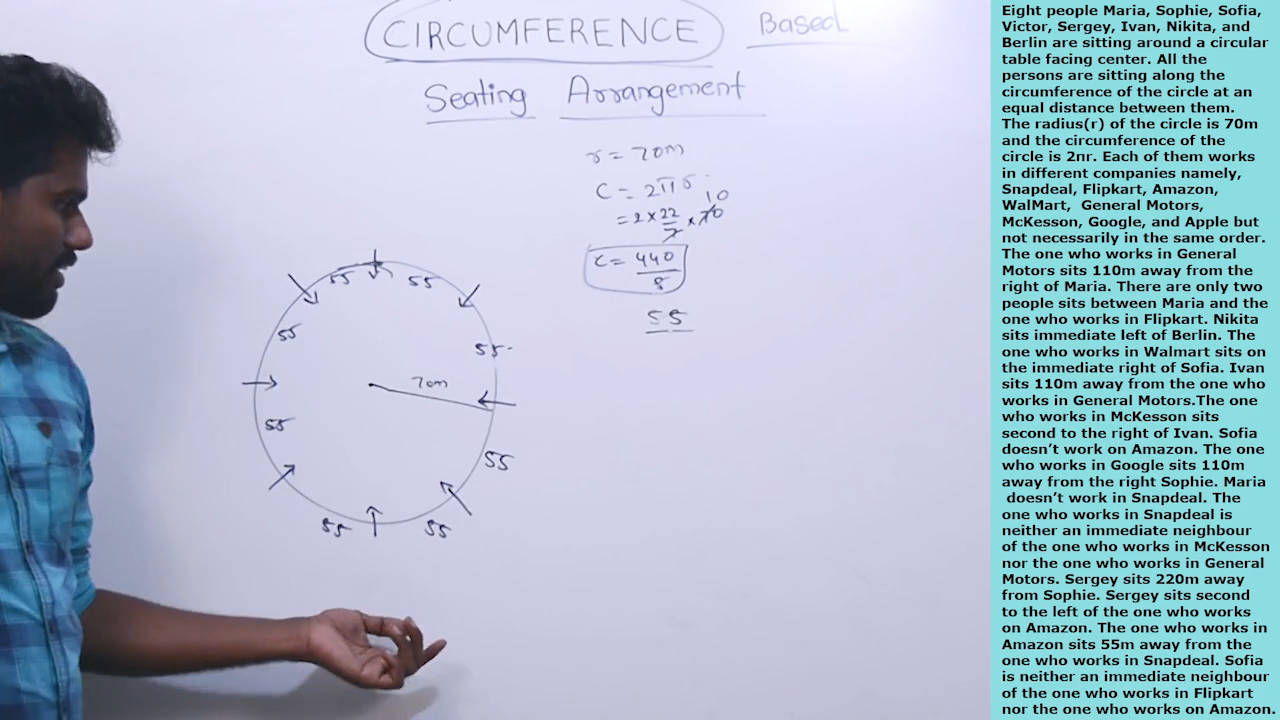 CIRCUMFERENCE Based
Seating Arrangement
r = 70m
C = 2πr
= 2 × 22/7 × 70 10
C = 440/8
55
55 55
55 55
70m
55 55
55 55
Eight people Maria, Sophie, Sofia,
Victor, Sergey, Ivan, Nikita, and
Berlin are sitting around a circular
table facing center. All the
persons are sitting along the
circumference of the circle at an
equal distance between them.
The radius(r) of the circle is 70m
and the circumference of the
circle is 2πr. Each of them works
in different companies namely,
Snapdeal, Flipkart, Amazon,
WalMart, General Motors,
McKesson, Google, and Apple but
not necessarily in the same order.
The one who works in General
Motors sits 110m away from the
right of Maria. There are only two
people sits between Maria and the
one who works in Flipkart. Nikita
sits immediate left of Berlin. The
one who works in Walmart sits on
the immediate right of Sofia. Ivan
sits 110m away from the one who
works in General Motors.The one
who works in McKesson sits
second to the right of Ivan. Sofia
doesn’t work on Amazon. The one
who works in Google sits 110m
away from the right Sophie. Maria
doesn’t work in Snapdeal. The
one who works in Snapdeal is
neither an immediate neighbour
of the one who works in McKesson
nor the one who works in General
Motors. Sergey sits 220m away
from Sophie. Sergey sits second
to the left of the one who works
on Amazon. The one who works in
Amazon sits 55m away from the
one who works in Snapdeal. Sofia
is neither an immediate neighbour
of the one who works in Flipkart
nor the one who works on Amazon.